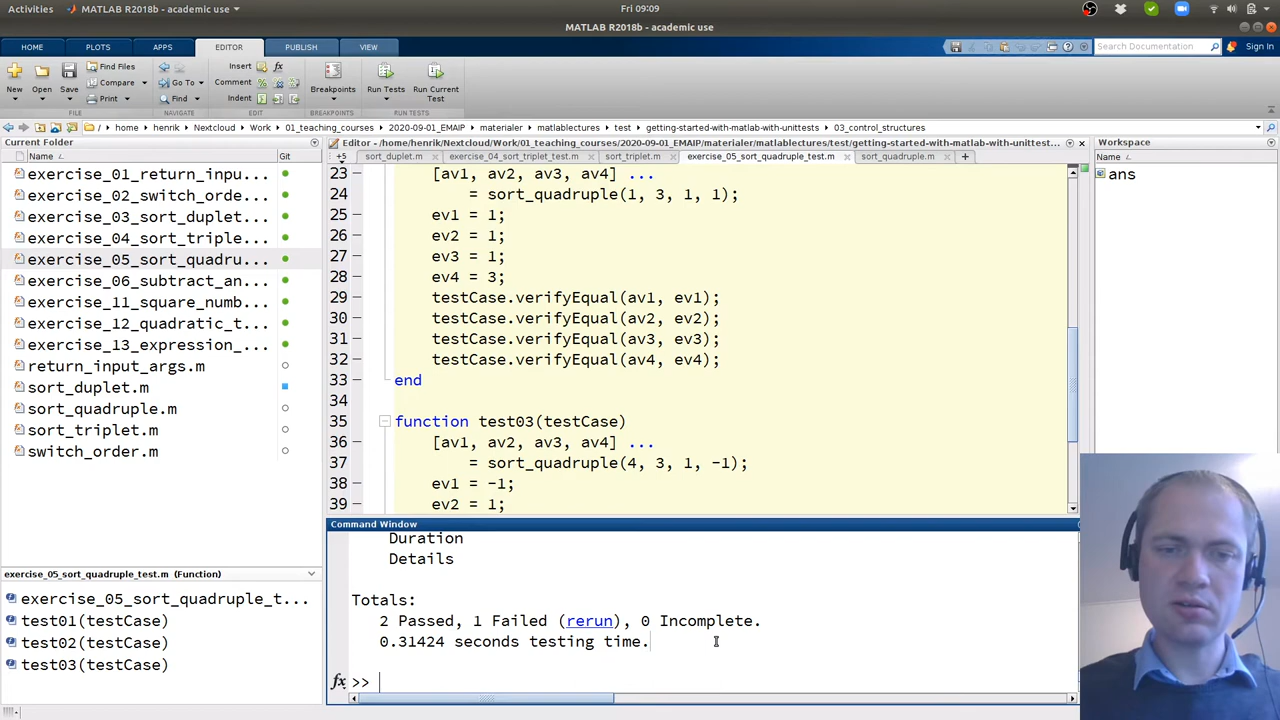 Activities
MATLAB R2018b - academic use
Fri 09:09
MATLAB R2018b - academic use
HOME PLOTS APPS EDITOR PUBLISH VIEW
Search Documentation
Sign In
New Open Save
Find Files
Compare
Print
Go To
Find
Insert
Comment
Indent
Breakpoints
Run Tests
Run Current
Test
FILE NAVIGATE EDIT BREAKPOINTS RUN TESTS
/ home henrik Nextcloud Work 01_teaching_courses 2020-09-01_EMAIP materialer matlablectures test getting-started-with-matlab-with-unittests 03_control_structures
Current Folder
Name
Git
exercise_01_return_inpu...
exercise_02_switch_orde...
exercise_03_sort_duplet...
exercise_04_sort_triple...
exercise_05_sort_quadru...
exercise_06_subtract_an...
exercise_11_square_numb...
exercise_12_quadratic_t...
exercise_13_expression_...
return_input_args.m
sort_duplet.m
sort_quadruple.m
sort_triplet.m
switch_order.m
exercise_05_sort_quadruple_test.m (Function)
exercise_05_sort_quadruple_t...
test01(testCase)
test02(testCase)
test03(testCase)
Editor - /home/henrik/Nextcloud/Work/01_teaching_courses/2020-09-01_EMAIP/materialer/matlablectures/test/getting-started-with-matlab-with-unittest...
+5 sort_duplet.m exercise_04_sort_triplet_test.m sort_triplet.m exercise_05_sort_quadruple_test.m sort_quadruple.m
23 [av1, av2, av3, av4] ...
24 = sort_quadruple(1, 3, 1, 1);
25 ev1 = 1;
26 ev2 = 1;
27 ev3 = 1;
28 ev4 = 3;
29 testCase.verifyEqual(av1, ev1);
30 testCase.verifyEqual(av2, ev2);
31 testCase.verifyEqual(av3, ev3);
32 testCase.verifyEqual(av4, ev4);
33 end
34
35 function test03(testCase)
36 [av1, av2, av3, av4] ...
37 = sort_quadruple(4, 3, 1, -1);
38 ev1 = -1;
39 ev2 = 1;
Command Window
Duration
Details
Totals:
2 Passed, 1 Failed (rerun), 0 Incomplete.
0.31424 seconds testing time.
fx >>
Workspace
Name
ans